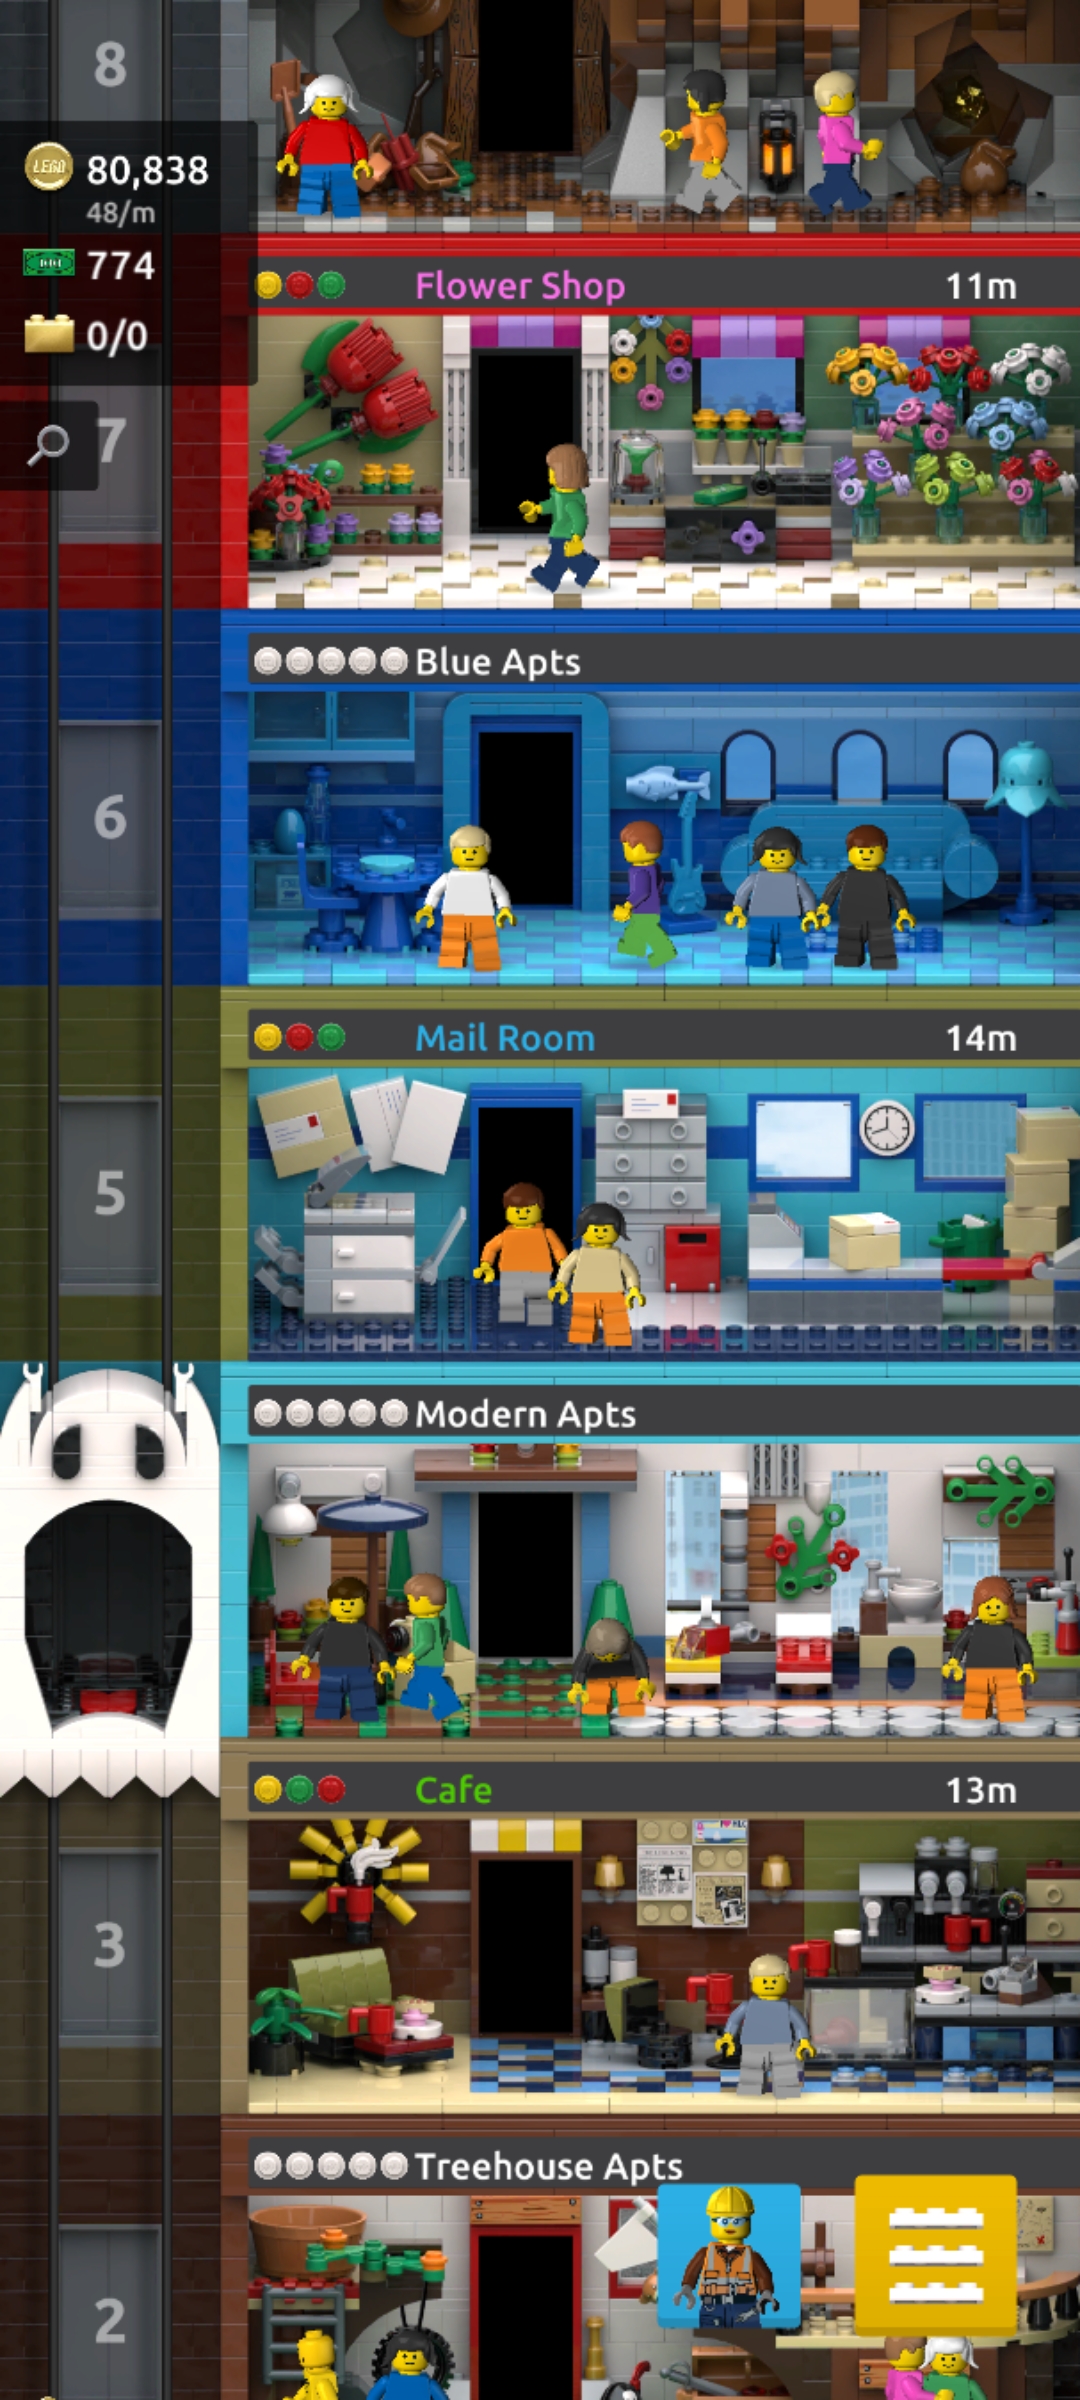 8
LEGO 80,838
48/m
774
0/0
Flower Shop 11m
7
Blue Apts
6
Mail Room 14m
5
Modern Apts
Cafe 13m
3
Treehouse Apts
2